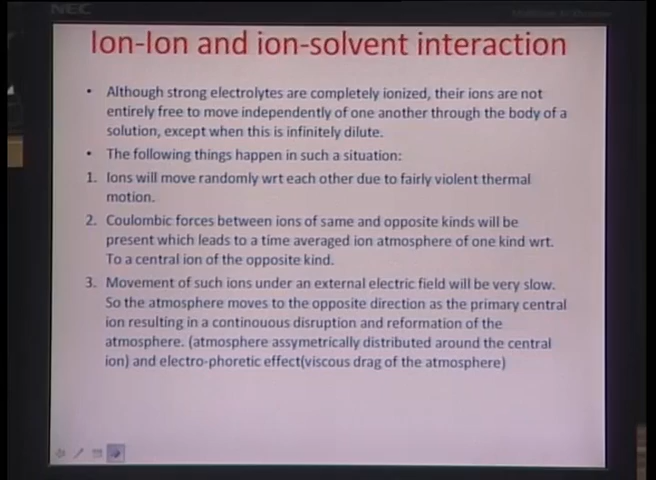 NEC
Ion-Ion and ion-solvent interaction
• Although strong electrolytes are completely ionized, their ions are not
entirely free to move independently of one another through the body of a
solution, except when this is infinitely dilute.
• The following things happen in such a situation:
1. Ions will move randomly wrt each other due to fairly violent thermal
motion.
2. Coulombic forces between ions of same and opposite kinds will be
present which leads to a time averaged ion atmosphere of one kind wrt.
To a central ion of the opposite kind.
3. Movement of such ions under an external electric field will be very slow.
So the atmosphere moves to the opposite direction as the primary central
ion resulting in a continouous disruption and reformation of the
atmosphere. (atmosphere assymetrically distributed around the central
ion) and electro-phoretic effect(viscous drag of the atmosphere)